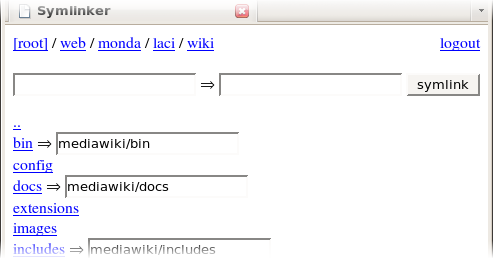 Symlinker
[root] / web / monda / laci / wiki logout
⇒ symlink
..
bin ⇒ mediawiki/bin
config
docs ⇒ mediawiki/docs
extensions
images
includes ⇒ mediawiki/includes